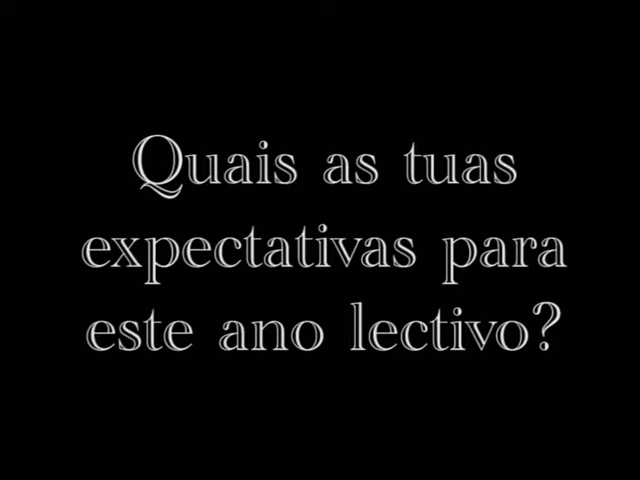 Quais as tuas
expectativas para
este ano lectivo?